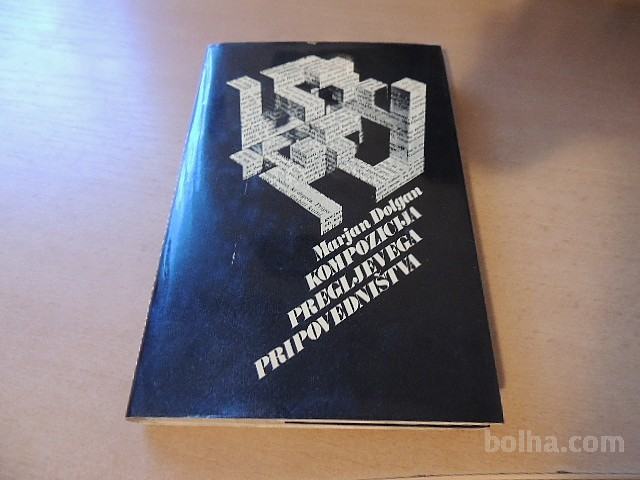 Marjan Dolgan
KOMPOZICIJA
PREGLJEVEGA
PRIPOVEDNIŠTVA
bolha.com